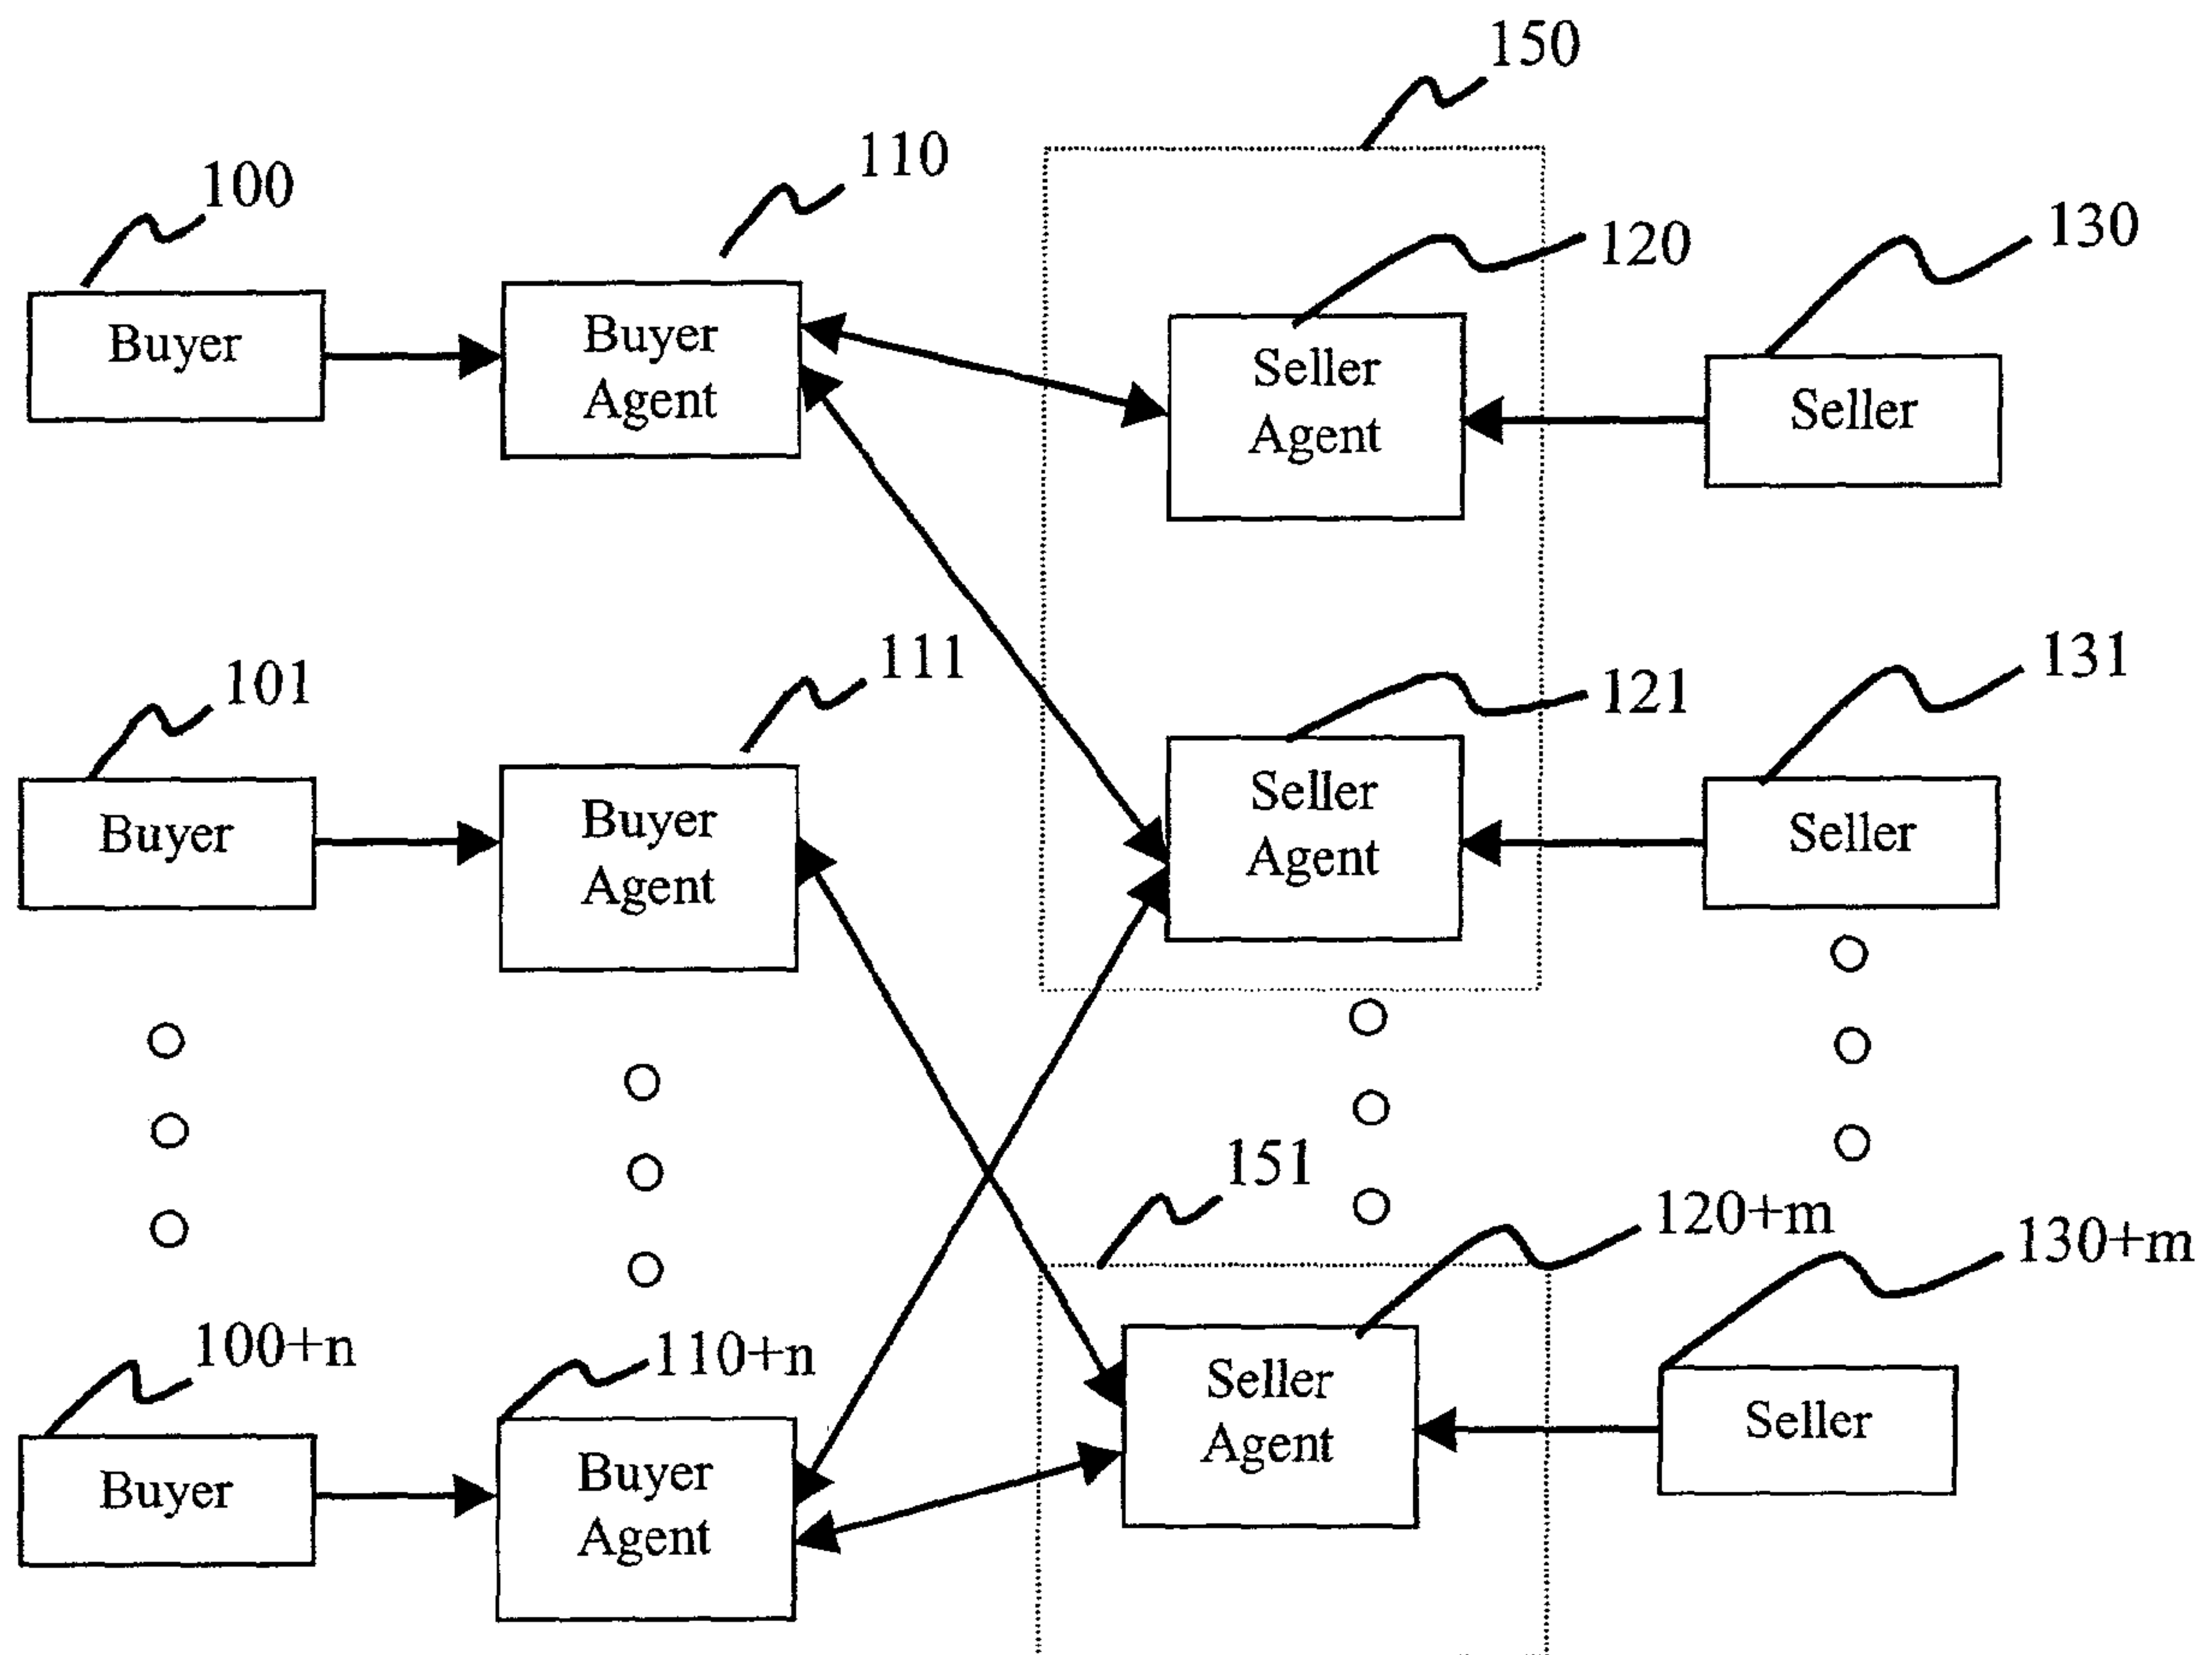 150
110
100
120
130
Buyer
Buyer
Agent
Seller
Agent
Seller
111
131
101
121
Buyer
Buyer
Agent
Seller
Agent
Seller
151
120+m
130+m
100+n
110+n
Buyer
Buyer
Agent
Seller
Agent
Seller